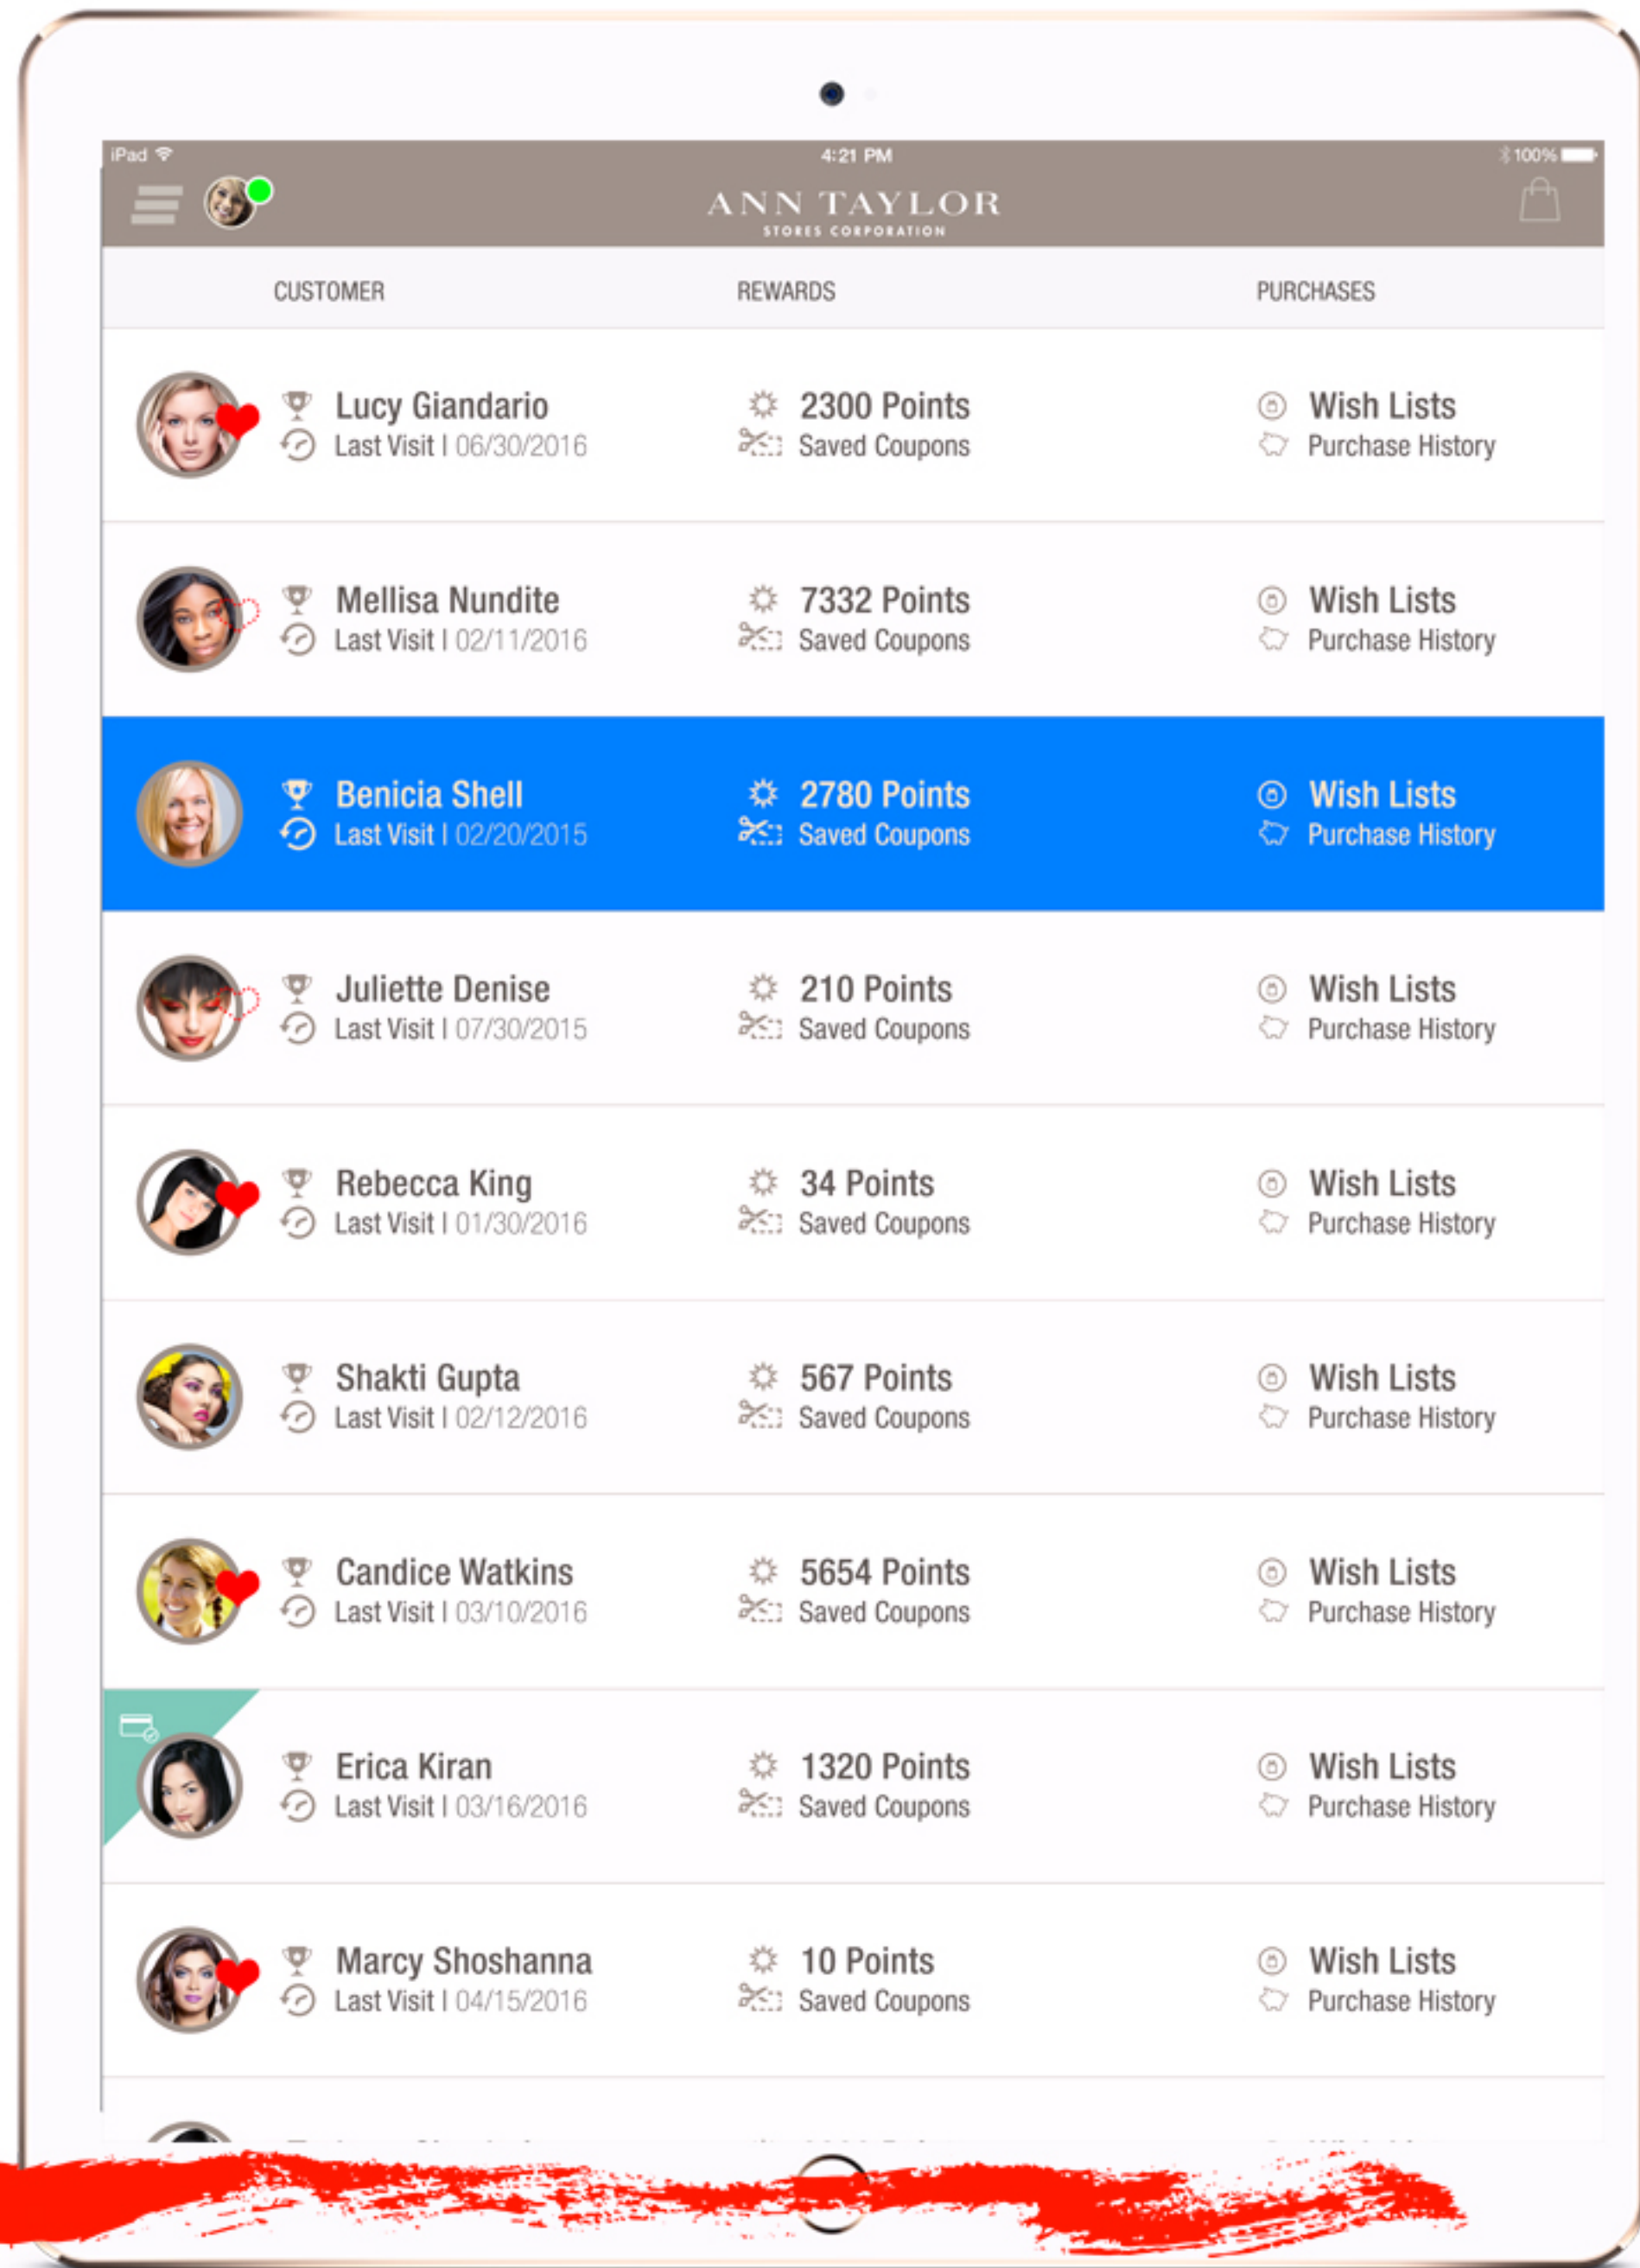 iPad 4:21 PM 100%
ANN TAYLOR
STORES CORPORATION
CUSTOMER REWARDS PURCHASES
Lucy Giandario 2300 Points Wish Lists
Last Visit | 06/30/2016 Saved Coupons Purchase History
Mellisa Nundite 7332 Points Wish Lists
Last Visit | 02/11/2016 Saved Coupons Purchase History
Benicia Shell 2780 Points Wish Lists
Last Visit | 02/20/2015 Saved Coupons Purchase History
Juliette Denise 210 Points Wish Lists
Last Visit | 07/30/2015 Saved Coupons Purchase History
Rebecca King 34 Points Wish Lists
Last Visit | 01/30/2016 Saved Coupons Purchase History
Shakti Gupta 567 Points Wish Lists
Last Visit | 02/12/2016 Saved Coupons Purchase History
Candice Watkins 5654 Points Wish Lists
Last Visit | 03/10/2016 Saved Coupons Purchase History
Erica Kiran 1320 Points Wish Lists
Last Visit | 03/16/2016 Saved Coupons Purchase History
Marcy Shoshanna 10 Points Wish Lists
Last Visit | 04/15/2016 Saved Coupons Purchase History